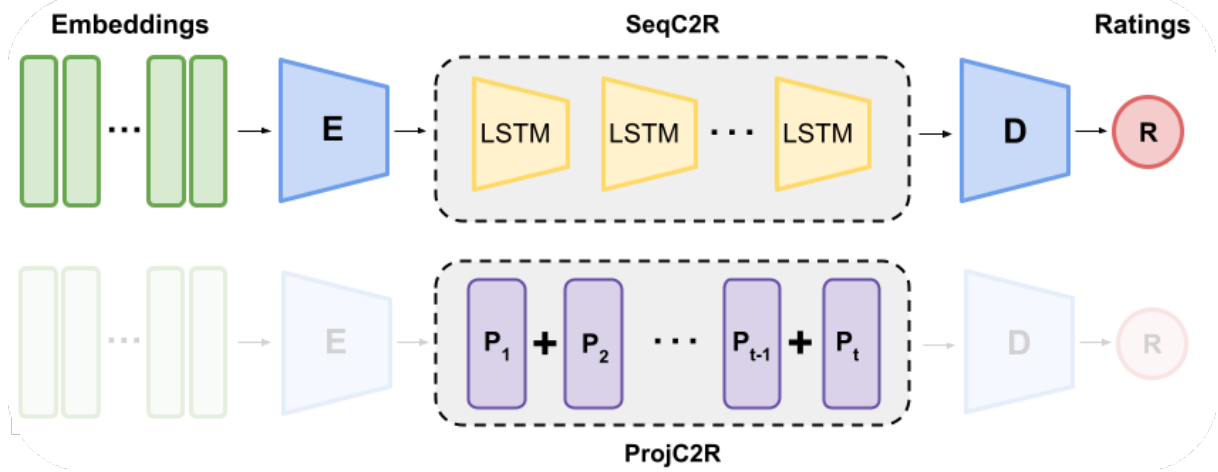 Embeddings SeqC2R Ratings
... E LSTM LSTM ... LSTM D R
... E P1 + P2 ... Pt-1 + Pt D R
ProjC2R